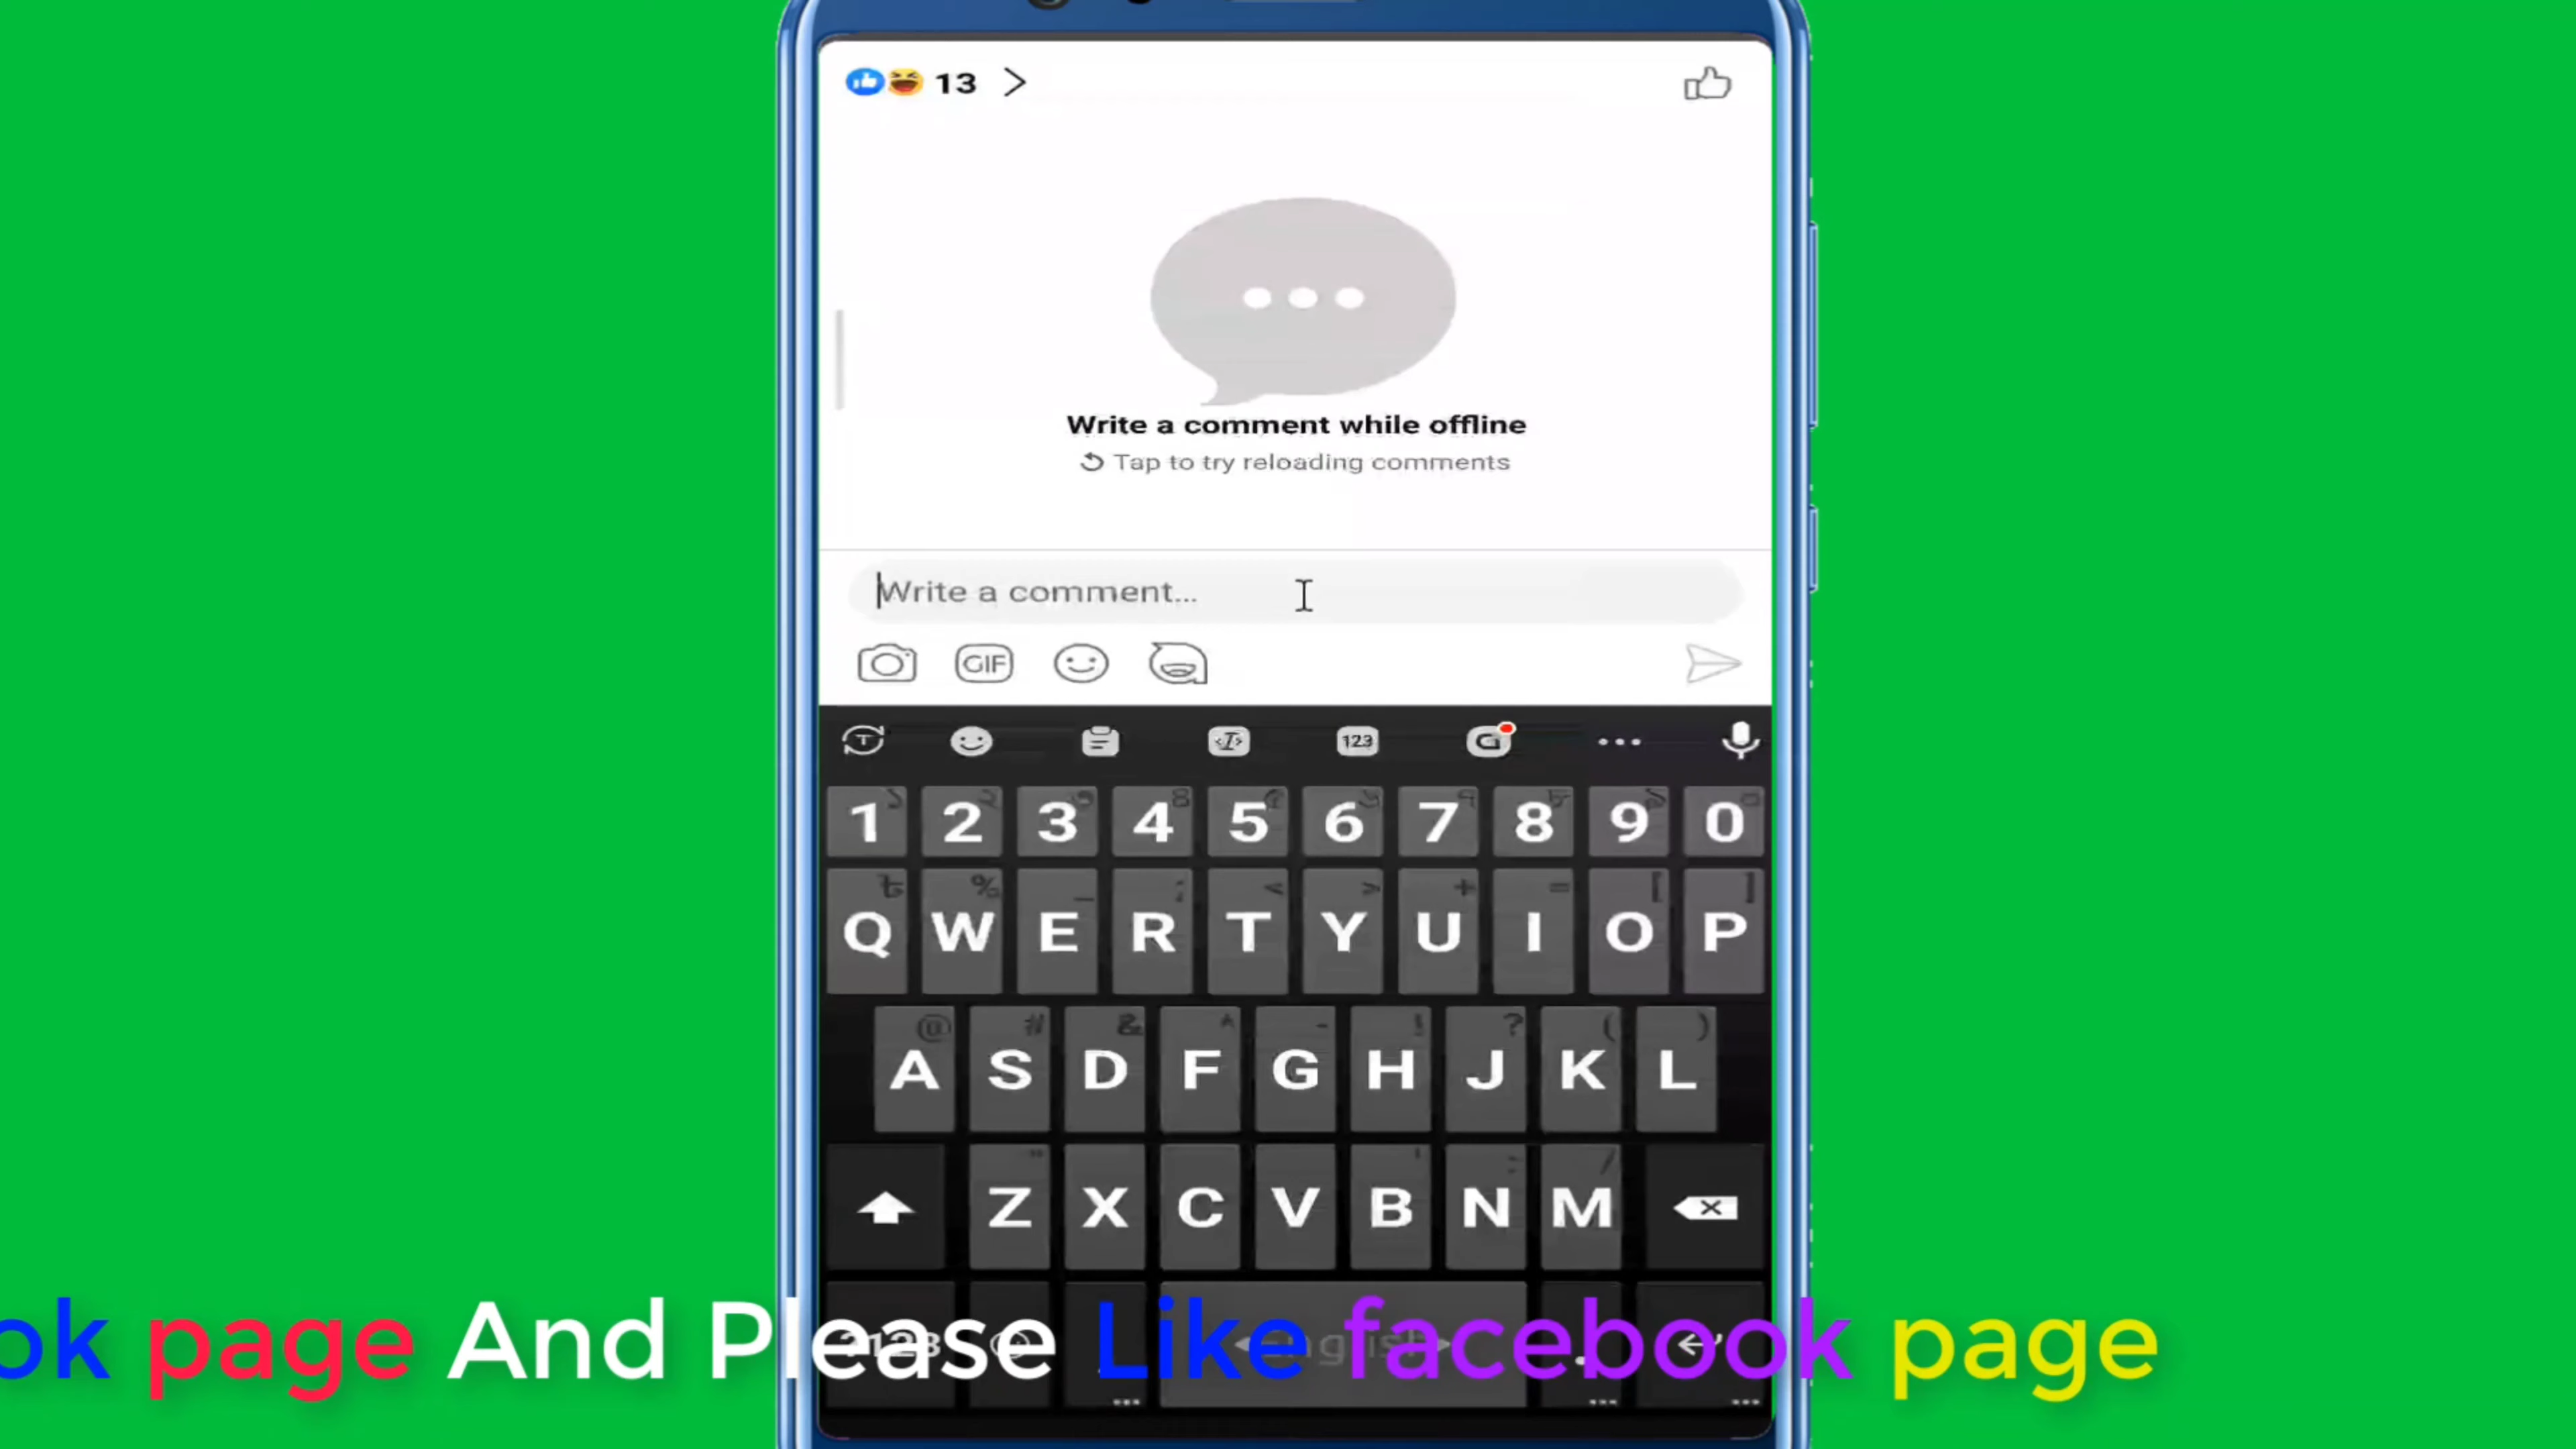 13
Write a comment while offline
Tap to try reloading comments
Write a comment...
GIF
T 123 G
1 2 3 4 5 6 7 8 9 0
% _ ; < > + = [ ]
Q W E R T Y U I O P
@ # & * - ! ? ( )
A S D F G H J K L
" ' : /
Z X C V B N M
ok page And Please Like facebook page